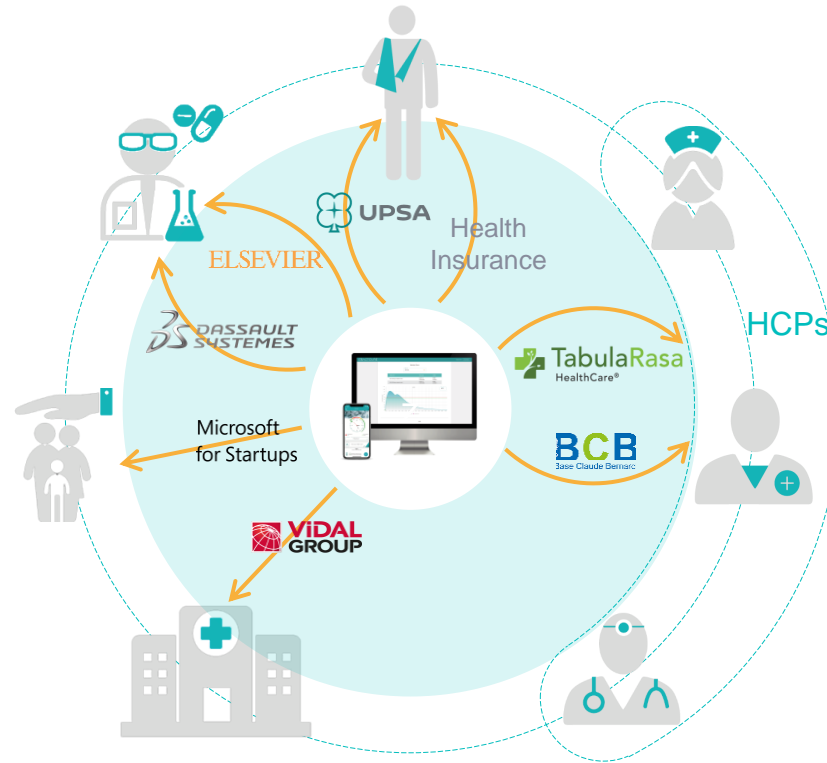 UPSA
Health
Insurance
ELSEVIER
DASSAULT
SYSTEMES
HCPs
TabulaRasa
HealthCare®
Microsoft
for Startups
BCB
Base Claude Bernard
ViDAL
GROUP